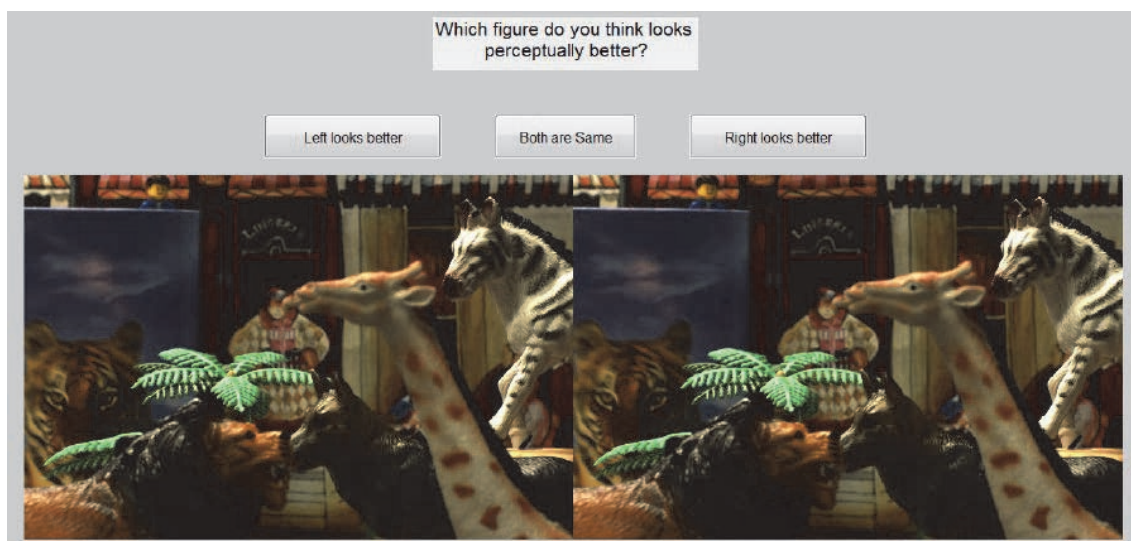 Which figure do you think looks
perceptually better?
Left looks better
Both are Same
Right looks better